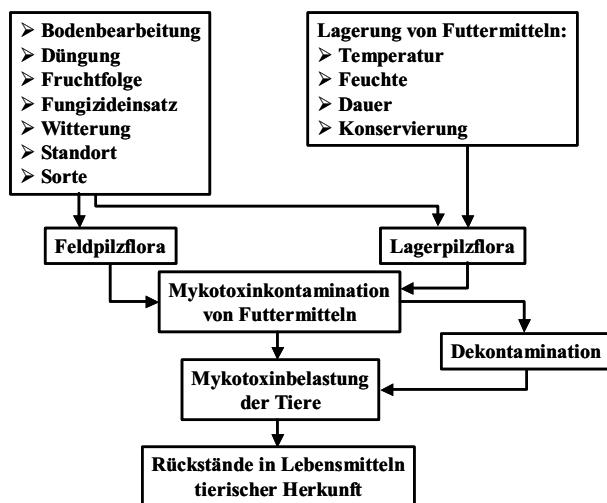 ➢ Bodenbearbeitung
➢ Düngung
➢ Fruchtfolge
➢ Fungizideinsatz
➢ Witterung
➢ Standort
➢ Sorte
Lagerung von Futtermitteln:
➢ Temperatur
➢ Feuchte
➢ Dauer
➢ Konservierung
Feldpilzflora
Lagerpilzflora
Mykotoxinkontamination
von Futtermitteln
Dekontamination
Mykotoxinbelastung
der Tiere
Rückstände in Lebensmitteln
tierischer Herkunft